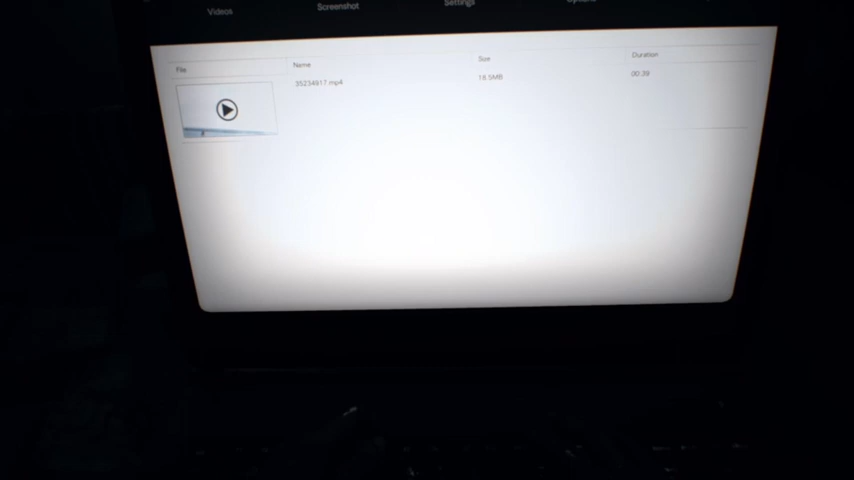 Videos Screenshot Settings
File Name Size Duration
35234917.mp4 18.5MB 00:39